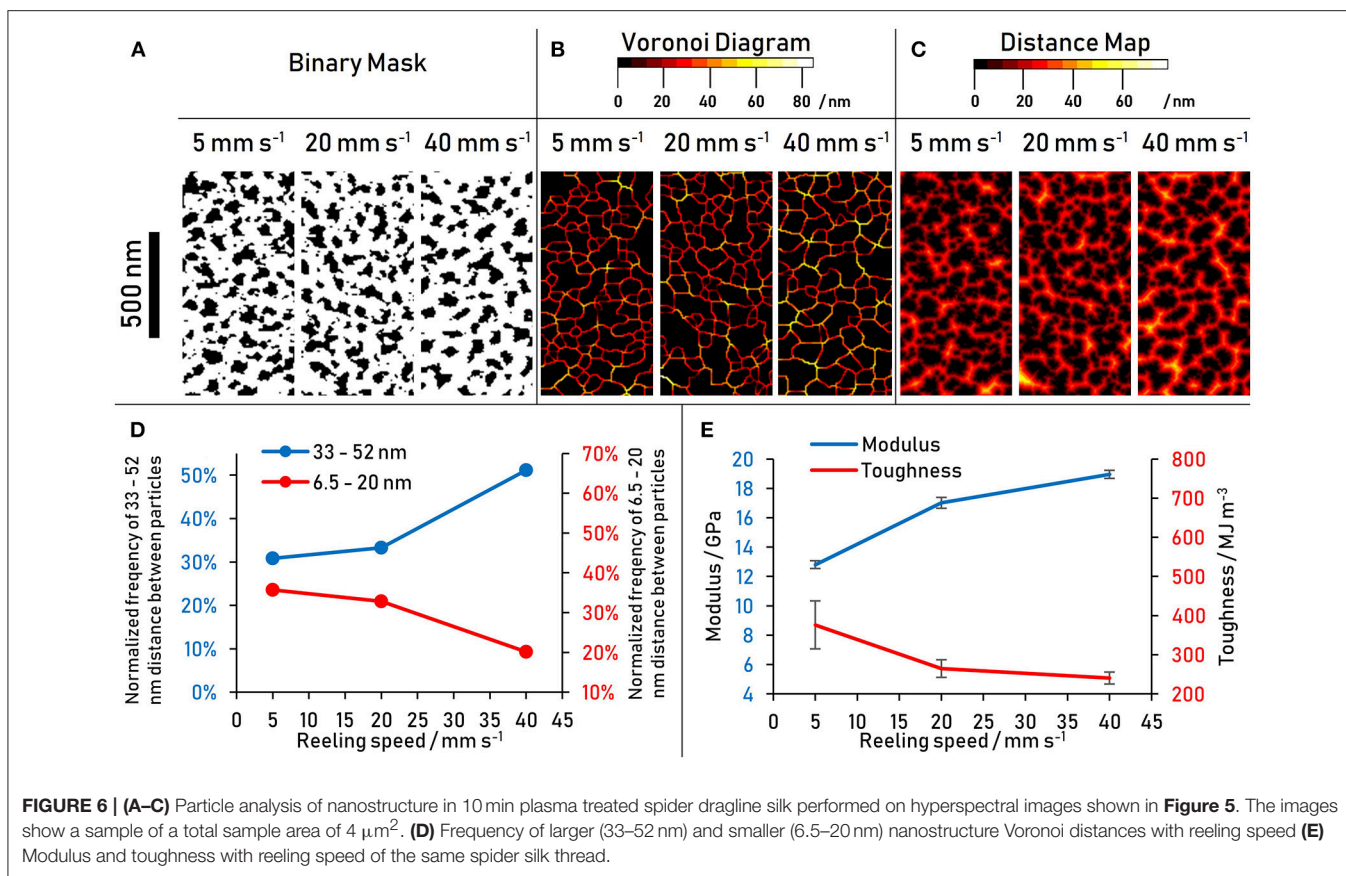 A
Binary Mask
B
Voronoi Diagram
0 20 40 60 80 / nm
C
Distance Map
0 20 40 60 / nm
5 mm s⁻¹ 20 mm s⁻¹ 40 mm s⁻¹
5 mm s⁻¹ 20 mm s⁻¹ 40 mm s⁻¹
5 mm s⁻¹ 20 mm s⁻¹ 40 mm s⁻¹
500 nm
D
33 - 52 nm
6.5 - 20 nm
Normalized freqency of 33 - 52
nm distance between particles
50%
40%
30%
20%
10%
0%
70%
60%
50%
40%
30%
20%
10%
Normalized freqency of 6.5 - 20
nm distance between particles
0 5 10 15 20 25 30 35 40 45
Reeling speed / mm s⁻¹
E
Modulus
Toughness
Modulus / GPa
20
18
16
14
12
10
8
6
4
800
700
600
500
400
300
200
Toughness / MJ m⁻³
0 5 10 15 20 25 30 35 40 45
Reeling speed / mm s⁻¹
FIGURE 6 | (A–C) Particle analysis of nanostructure in 10 min plasma treated spider dragline silk performed on hyperspectral images shown in Figure 5. The images
show a sample of a total sample area of 4 μm². (D) Frequency of larger (33–52 nm) and smaller (6.5–20 nm) nanostructure Voronoi distances with reeling speed (E)
Modulus and toughness with reeling speed of the same spider silk thread.